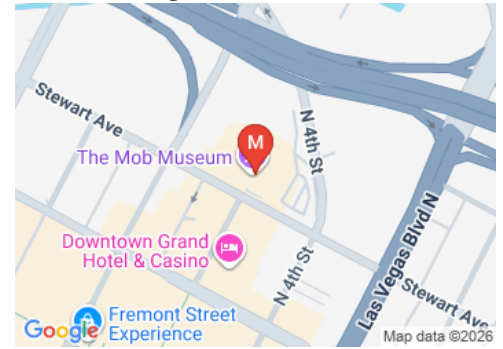 Stewart Ave
M
The Mob Museum
N 4th St
Las Vegas Blvd N
Downtown Grand
Hotel & Casino
N 4th St
Stewart Ave
Fremont Street
Experience
Google
Map data ©2026